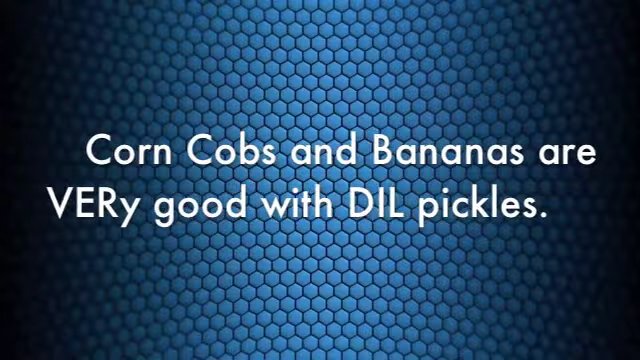 Corn Cobs and Bananas are
VERy good with DIL pickles.